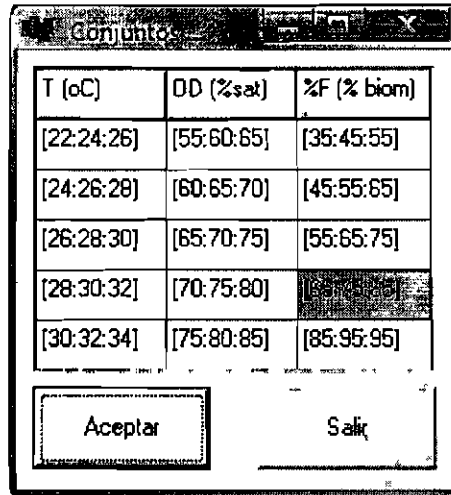 Conjuntos
T (oC) OD (%sat) %F (% biom)
[22:24:26] [55:60:65] [35:45:55]
[24:26:28] [60:65:70] [45:55:65]
[26:28:30] [65:70:75] [55:65:75]
[28:30:32] [70:75:80]
[30:32:34] [75:80:85] [85:95:95]
Aceptar Salir